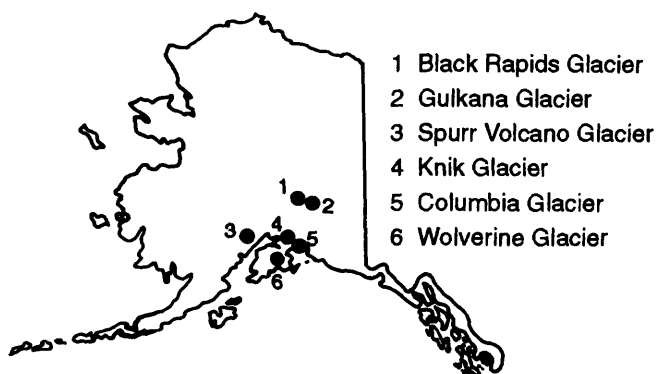 1 Black Rapids Glacier
2 Gulkana Glacier
3 Spurr Volcano Glacier
4 Knik Glacier
5 Columbia Glacier
6 Wolverine Glacier
1
2
3
4
5
6